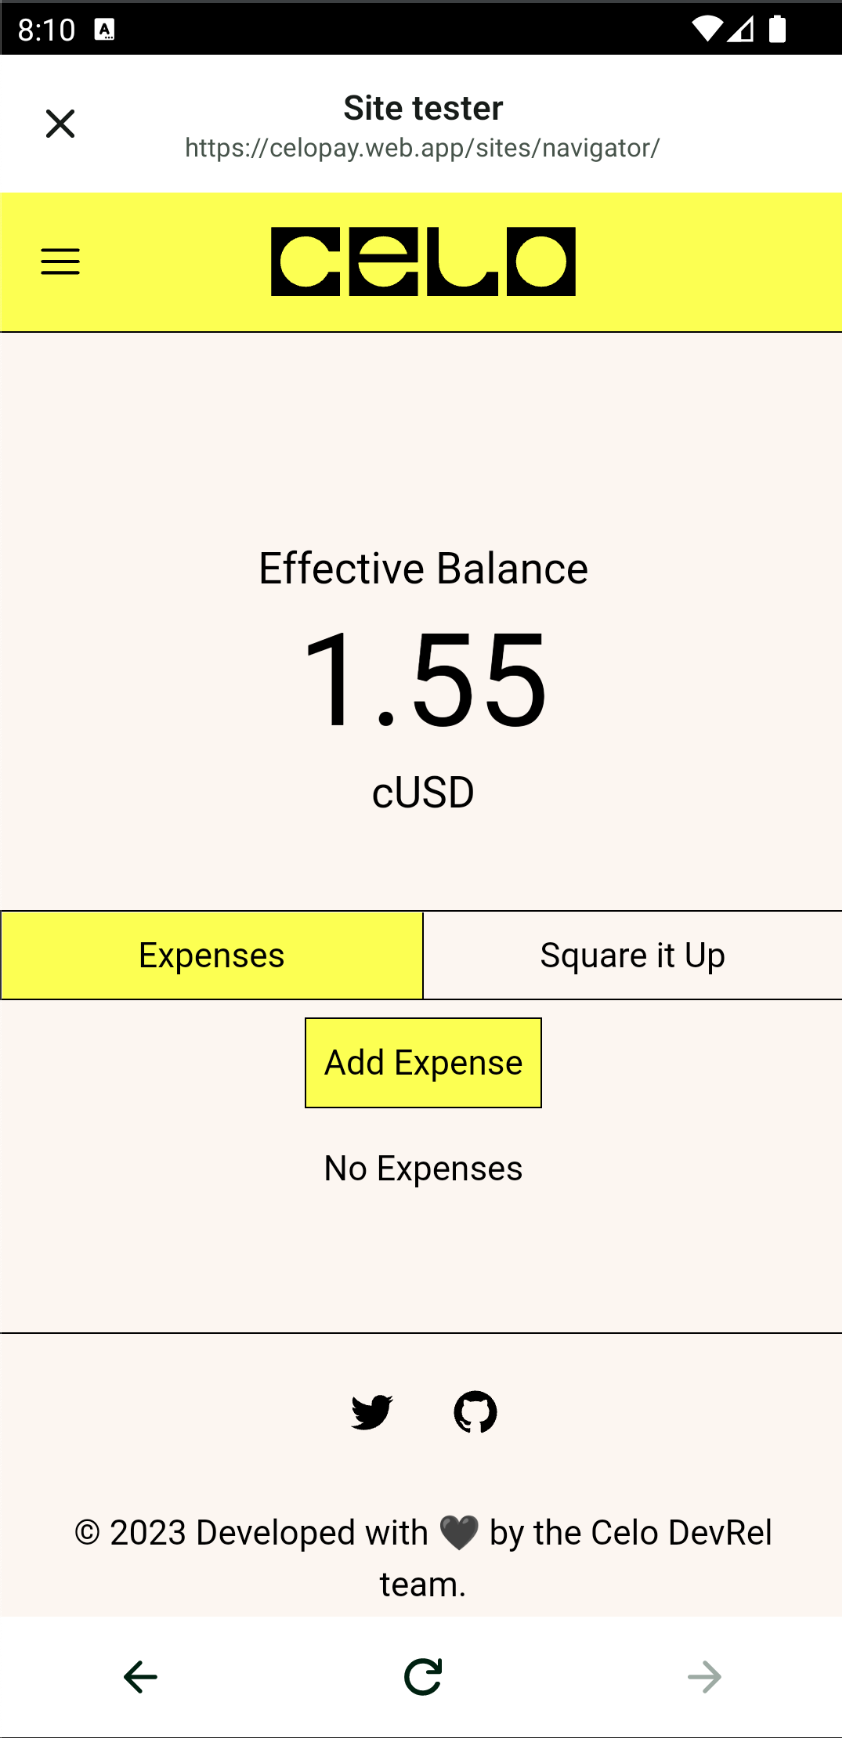 8:10 A
Site tester
https://celopay.web.app/sites/navigator/
CELO
Effective Balance
1.55
cUSD
Expenses
Square it Up
Add Expense
No Expenses
© 2023 Developed with 🖤 by the Celo DevRel
team.